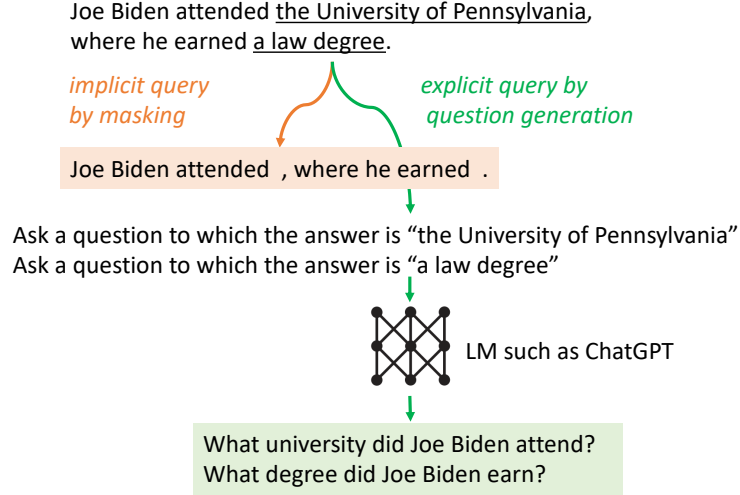 Joe Biden attended the University of Pennsylvania,
where he earned a law degree.
implicit query
by masking
explicit query by
question generation
Joe Biden attended , where he earned .
Ask a question to which the answer is “the University of Pennsylvania”
Ask a question to which the answer is “a law degree”
LM such as ChatGPT
What university did Joe Biden attend?
What degree did Joe Biden earn?